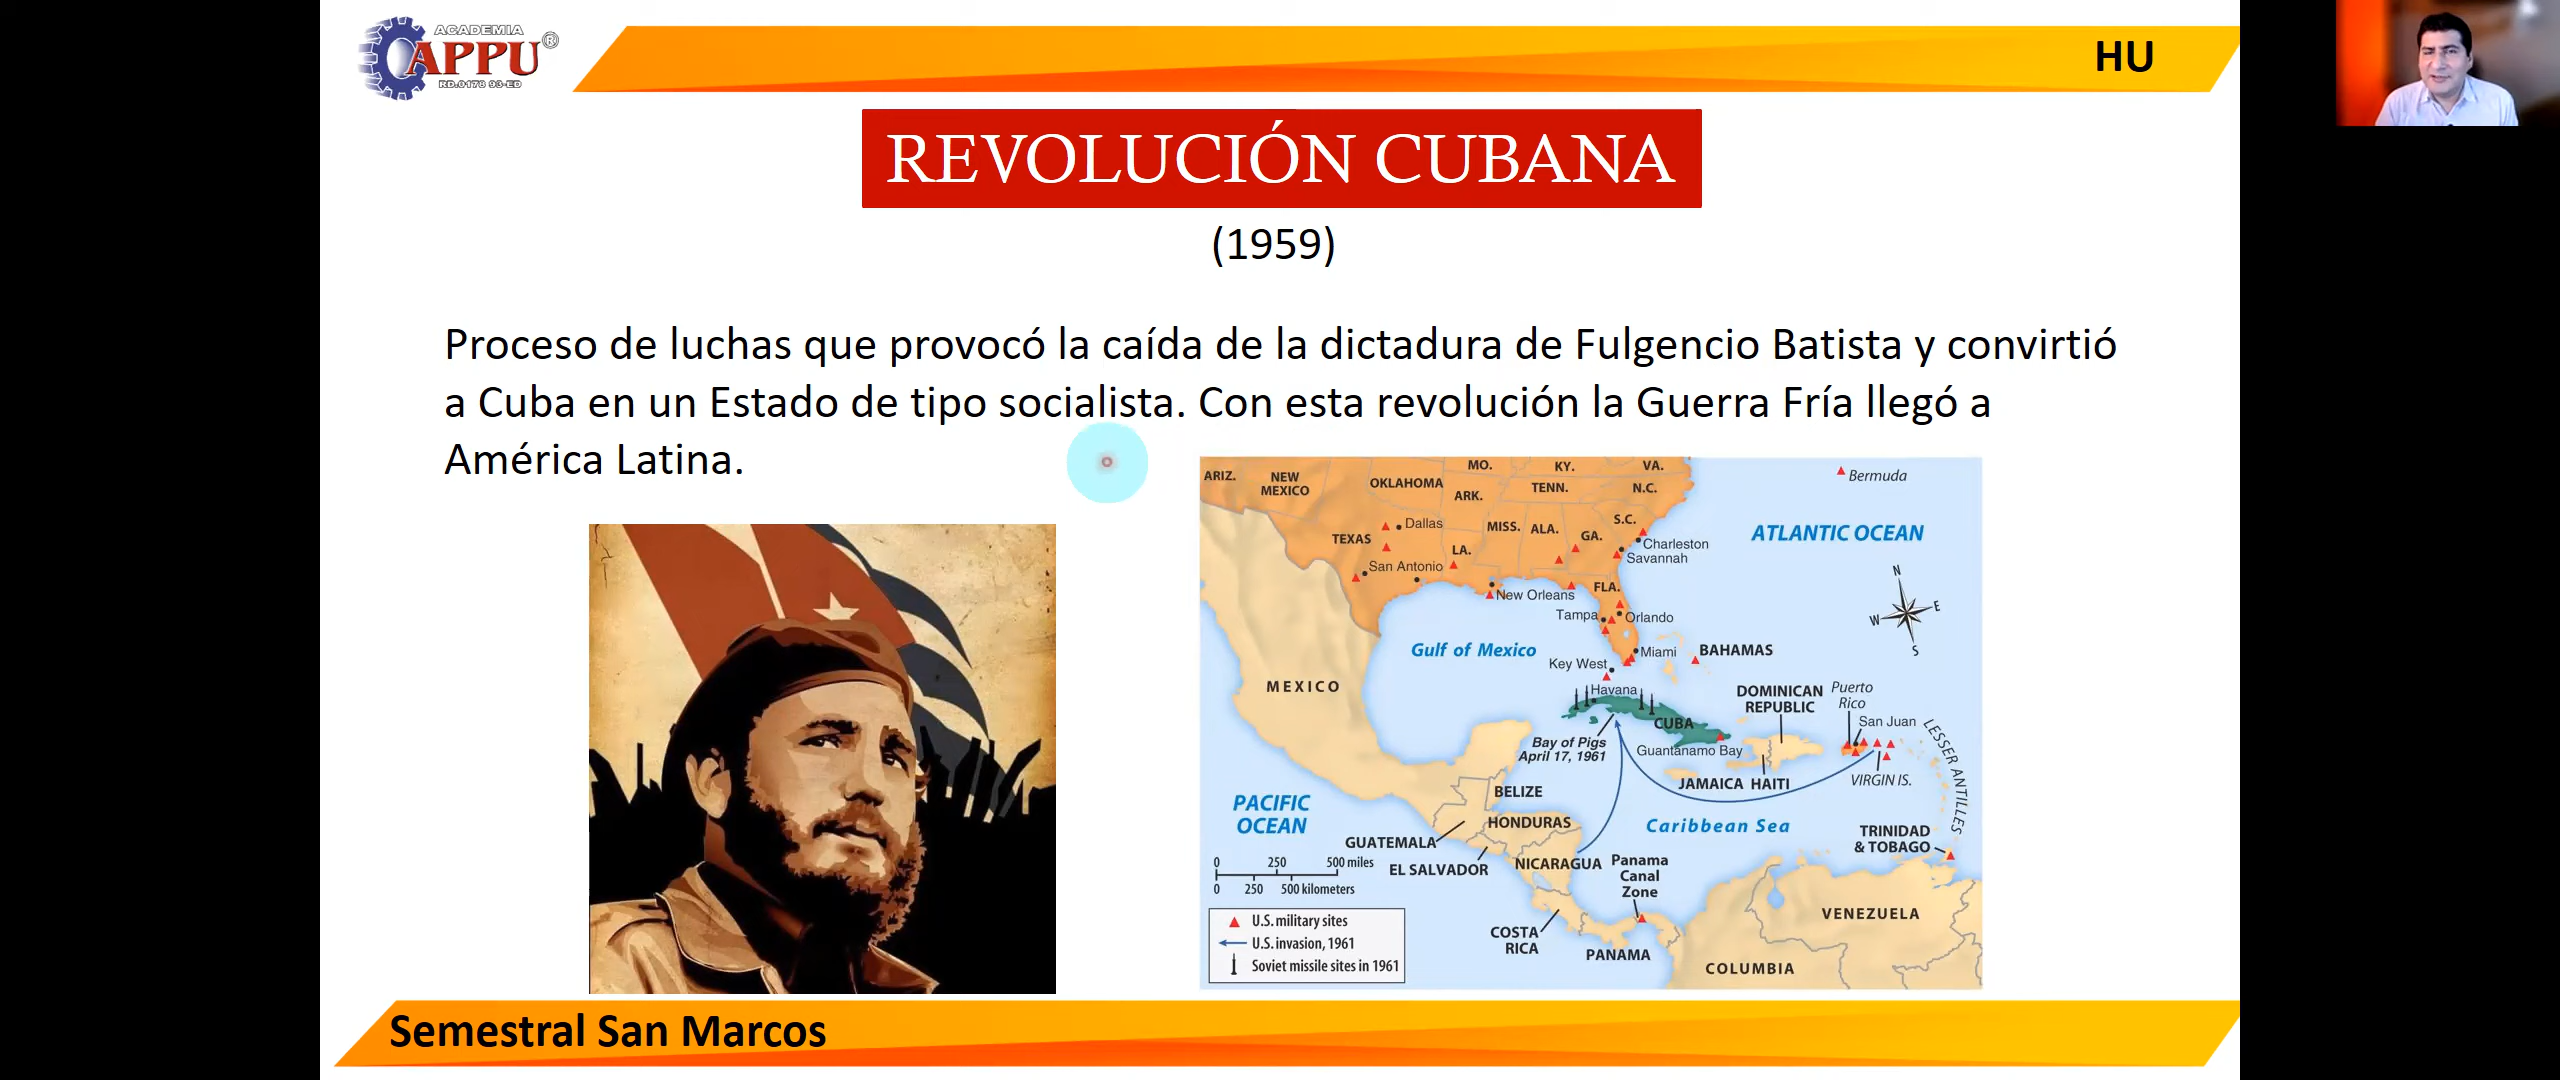 ACADEMIA
APPU®
RD.0178 93-ED
HU
REVOLUCIÓN CUBANA
(1959)
Proceso de luchas que provocó la caída de la dictadura de Fulgencio Batista y convirtió
a Cuba en un Estado de tipo socialista. Con esta revolución la Guerra Fría llegó a
América Latina.
ARIZ.
NEW
MEXICO
OKLAHOMA
MO.
KY.
VA.
ARK.
TENN.
N.C.
Bermuda
TEXAS
Dallas
MISS.
ALA.
GA.
S.C.
LA.
Charleston
Savannah
ATLANTIC OCEAN
San Antonio
New Orleans
FLA.
Tampa
Orlando
N
E
W
S
Gulf of Mexico
Miami
BAHAMAS
Key West
MEXICO
Havana
CUBA
DOMINICAN
REPUBLIC
Puerto
Rico
San Juan
LESSER ANTILLES
Bay of Pigs
April 17, 1961
Guantanamo Bay
JAMAICA
HAITI
VIRGIN IS.
BELIZE
PACIFIC
OCEAN
HONDURAS
Caribbean Sea
GUATEMALA
EL SALVADOR
NICARAGUA
Panama
Canal
Zone
TRINIDAD
& TOBAGO
0 250 500 miles
0 250 500 kilometers
COSTA
RICA
PANAMA
VENEZUELA
COLUMBIA
U.S. military sites
U.S. invasion, 1961
Soviet missile sites in 1961
Semestral San Marcos